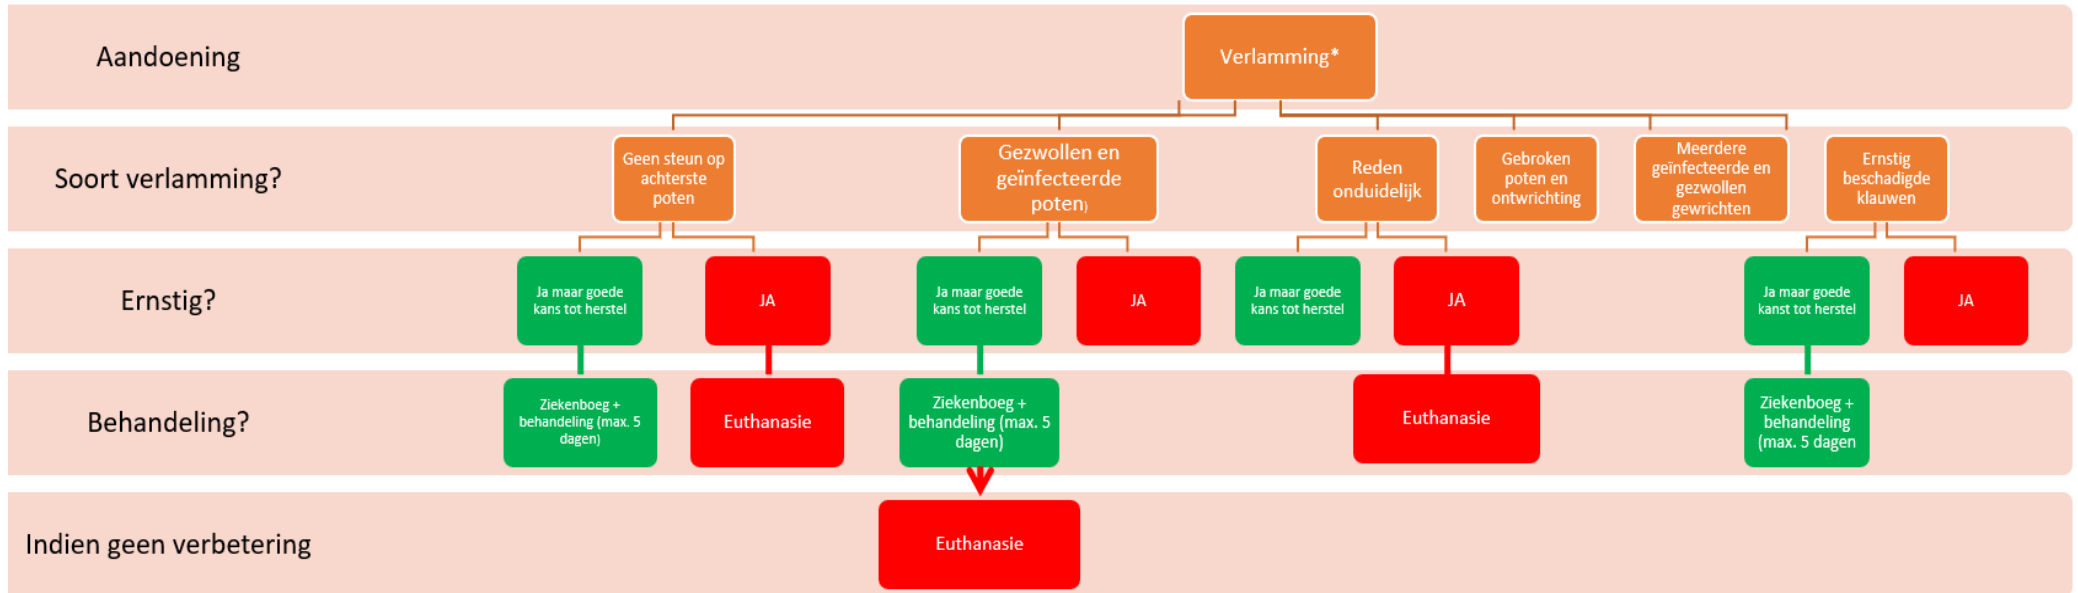 Aandoening
Verlamming*
Soort verlamming?
Geen steun op
achterste
poten
Gezwollen en
geïnfecteerde
poten)
Reden
onduidelijk
Gebroken
poten en
ontwrichting
Meerdere
geïnfecteerde en
gezwollen
gewrichten
Ernstig
beschadigde
klauwen
Ernstig?
Ja maar goede
kans tot herstel
JA
Ja maar goede
kans tot herstel
JA
Ja maar goede
kans tot herstel
JA
Ja maar goede
kanst tot herstel
JA
Behandeling?
Ziekenboeg +
behandeling (max. 5
dagen)
Euthanasie
Ziekenboeg +
behandeling (max. 5
dagen)
Euthanasie
Ziekenboeg +
behandeling
(max. 5 dagen
Indien geen verbetering
Euthanasie